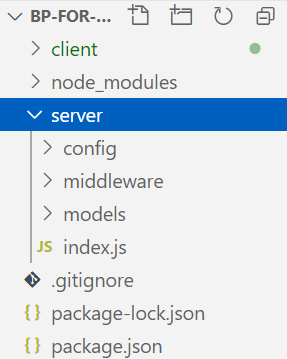 BP-FOR-...
client
node_modules
server
config
middleware
models
JS index.js
.gitignore
{ } package-lock.json
{ } package.json